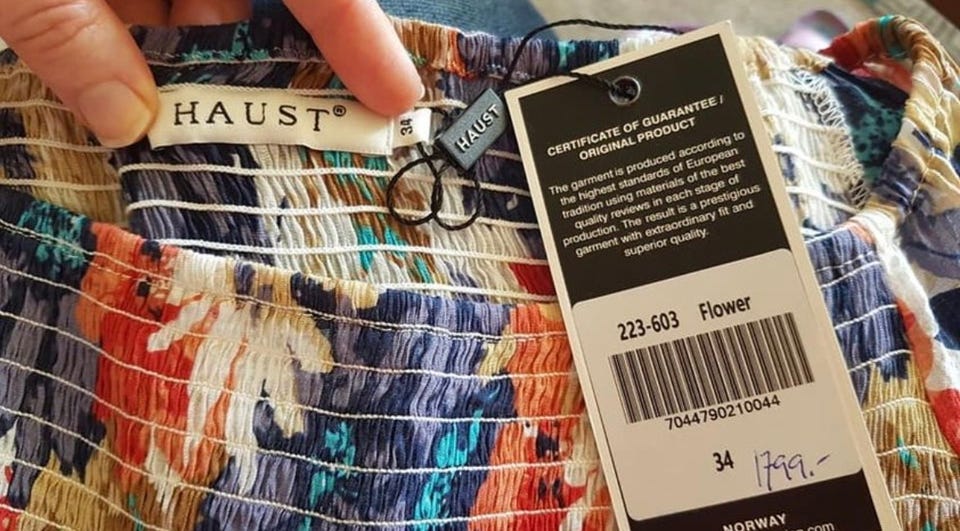 HAUST®
34
HAUST
CERTIFICATE OF GUARANTEE /
ORIGINAL PRODUCT
The garment is produced according to
the highest standards of European
tradition using materials of the best
quality reviews in each stage of
production. The result is a prestigious
garment with extraordinary fit and
superior quality.
223-603 Flower
7044790210044
34 1799.-
NORWAY
.com